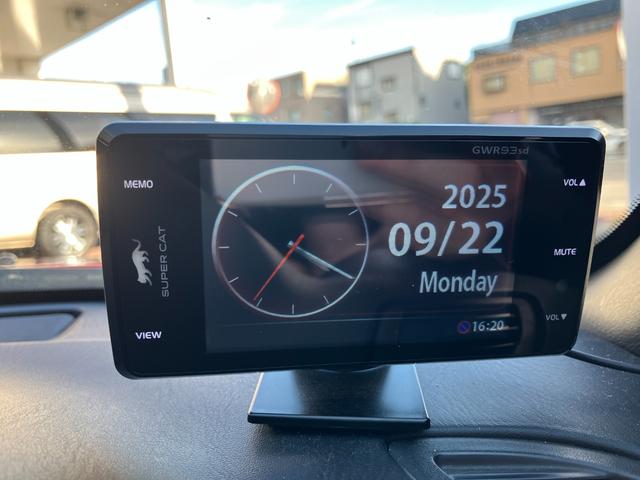 GWR93sd
MEMO
SUPER CAT
VIEW
2025
09/22
Monday
16:20
VOL▲
MUTE
VOL▼